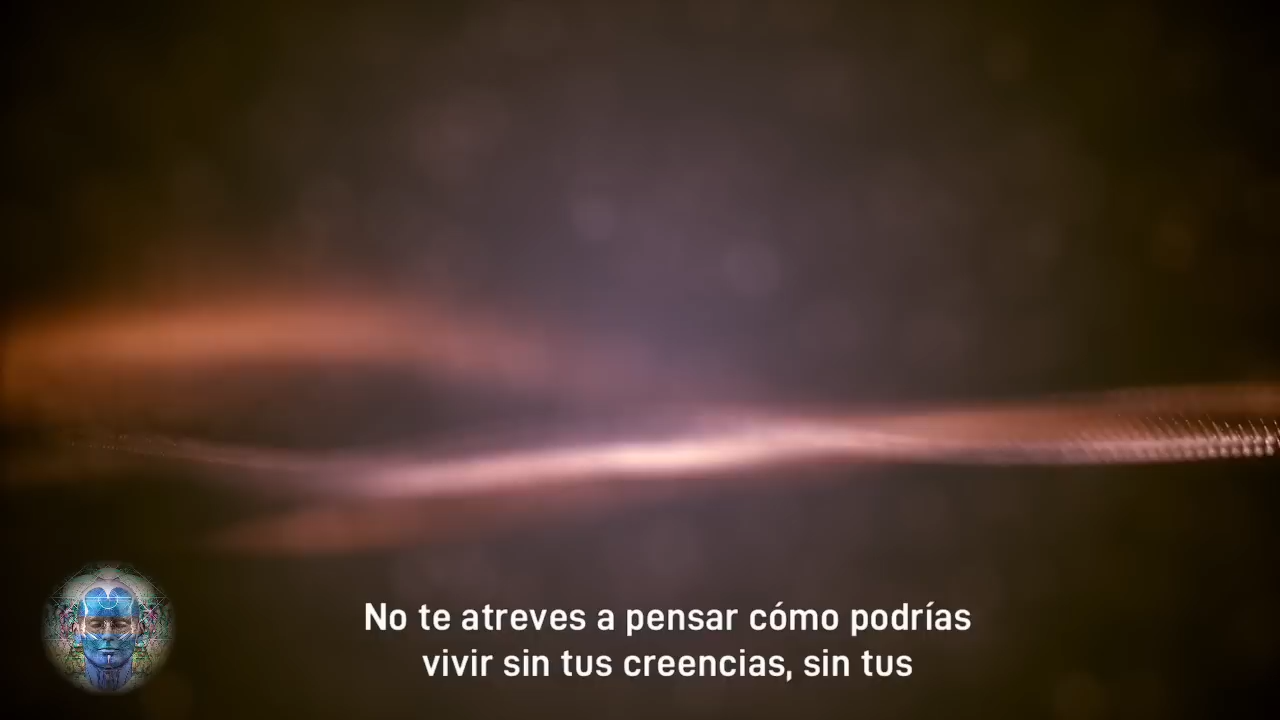 No te atreves a pensar cómo podrías
vivir sin tus creencias, sin tus